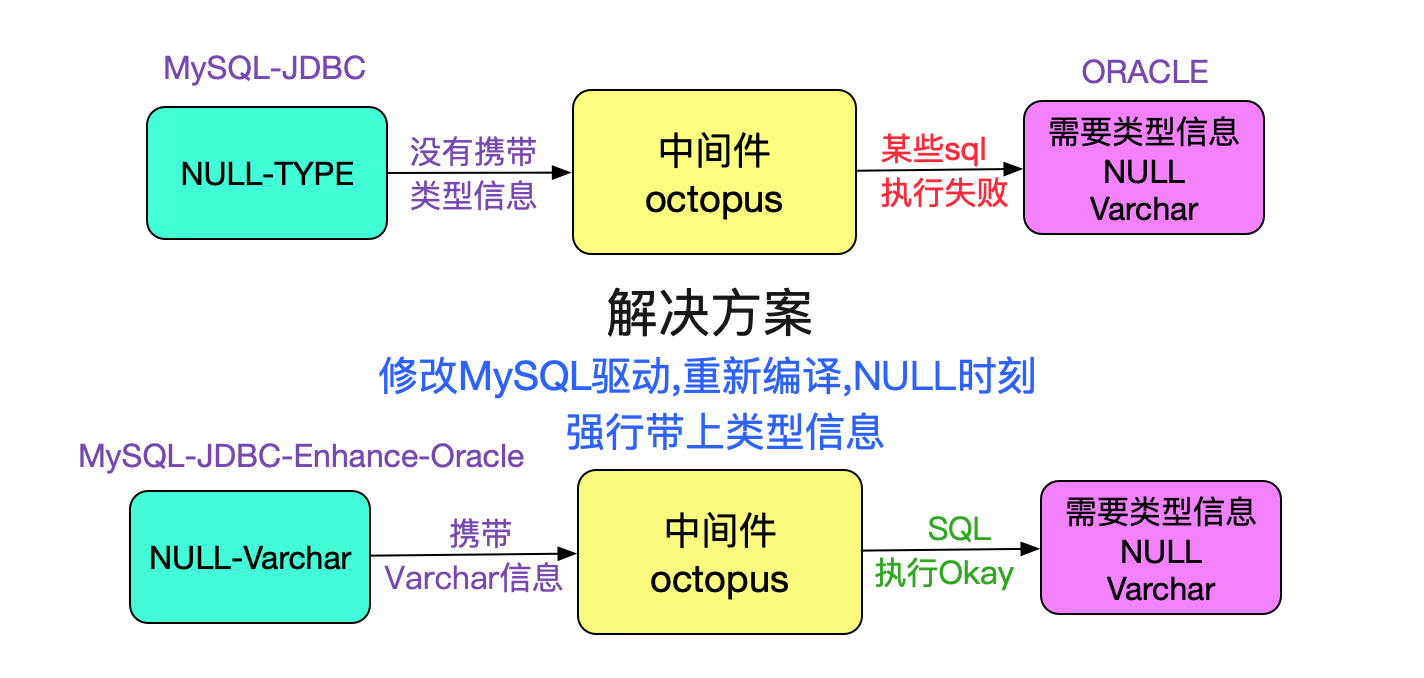 MySQL-JDBC
ORACLE
NULL-TYPE
没有携带
类型信息
中间件
octopus
某些sql
执行失败
需要类型信息
NULL
Varchar
解决方案
修改MySQL驱动,重新编译,NULL时刻
强行带上类型信息
MySQL-JDBC-Enhance-Oracle
NULL-Varchar
携带
Varchar信息
中间件
octopus
SQL
执行Okay
需要类型信息
NULL
Varchar